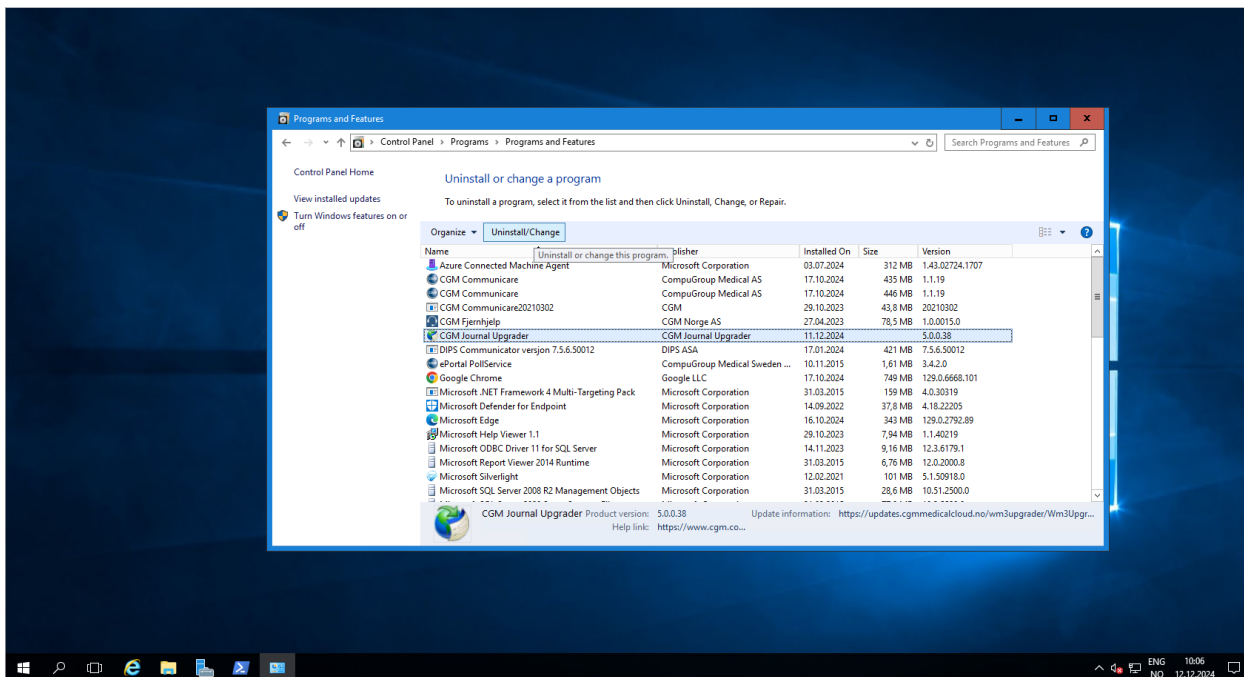 Programs and Features
Control Panel > Programs > Programs and Features
Search Programs and Features
Control Panel Home
View installed updates
Turn Windows features on or off
Uninstall or change a program
To uninstall a program, select it from the list and then click Uninstall, Change, or Repair.
Organize Uninstall/Change
Name Installed On Size Version
Uninstall or change this program.
Azure Connected Machine Agent Microsoft Corporation 03.07.2024 312 MB 1.43.02724.1707
CGM Communicare CompuGroup Medical AS 17.10.2024 435 MB 1.1.19
CGM Communicare CompuGroup Medical AS 17.10.2024 446 MB 1.1.19
CGM Communicare20210302 CGM 29.10.2023 43,8 MB 20210302
CGM Fjernhjelp CGM Norge AS 27.04.2023 78,5 MB 1.0.0015.0
CGM Journal Upgrader CGM Journal Upgrader 11.12.2024 5.0.0.38
DIPS Communicator versjon 7.5.6.50012 DIPS ASA 17.01.2024 421 MB 7.5.6.50012
ePortal PollService CompuGroup Medical Sweden ... 10.11.2015 1,61 MB 3.4.2.0
Google Chrome Google LLC 17.10.2024 749 MB 129.0.6668.101
Microsoft .NET Framework 4 Multi-Targeting Pack Microsoft Corporation 31.03.2015 159 MB 4.0.30319
Microsoft Defender for Endpoint Microsoft Corporation 14.09.2022 37,8 MB 4.18.22205
Microsoft Edge Microsoft Corporation 16.10.2024 343 MB 129.0.2792.89
Microsoft Help Viewer 1.1 Microsoft Corporation 29.10.2023 7,94 MB 1.1.40219
Microsoft ODBC Driver 11 for SQL Server Microsoft Corporation 14.11.2023 9,16 MB 12.3.6179.1
Microsoft Report Viewer 2014 Runtime Microsoft Corporation 31.03.2015 6,76 MB 12.0.2000.8
Microsoft Silverlight Microsoft Corporation 12.02.2021 101 MB 5.1.50918.0
Microsoft SQL Server 2008 R2 Management Objects Microsoft Corporation 31.03.2015 28,6 MB 10.51.2500.0
CGM Journal Upgrader Product version: 5.0.0.38 Update information: https://updates.cgmmedicalcloud.no/wm3upgrader/Wm3Upgr...
Help link: https://www.cgm.co...
ENG 10:06
NO 12.12.2024